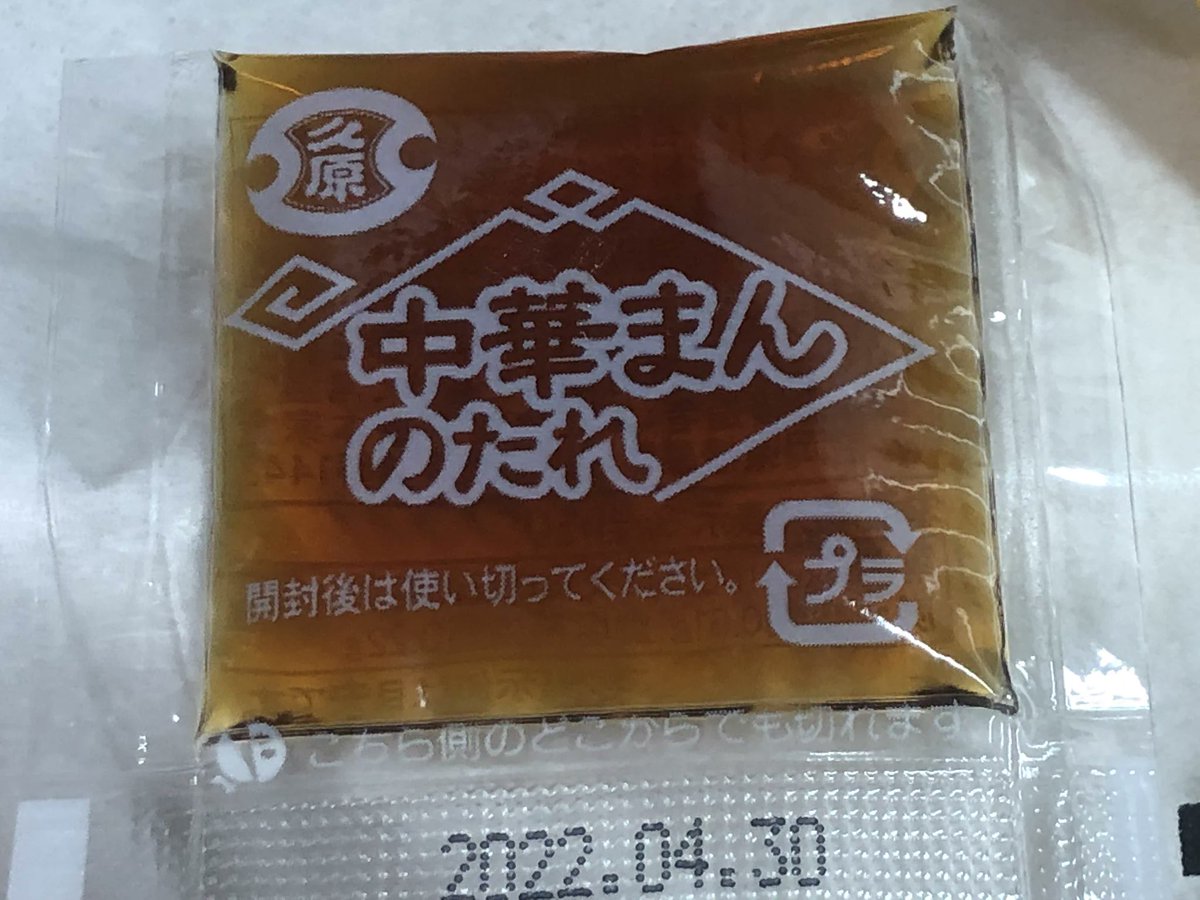 久原
中華まん
のたれ
開封後は使い切ってください。
プラ
こちら側のどこからでも切れます
2022.04.30